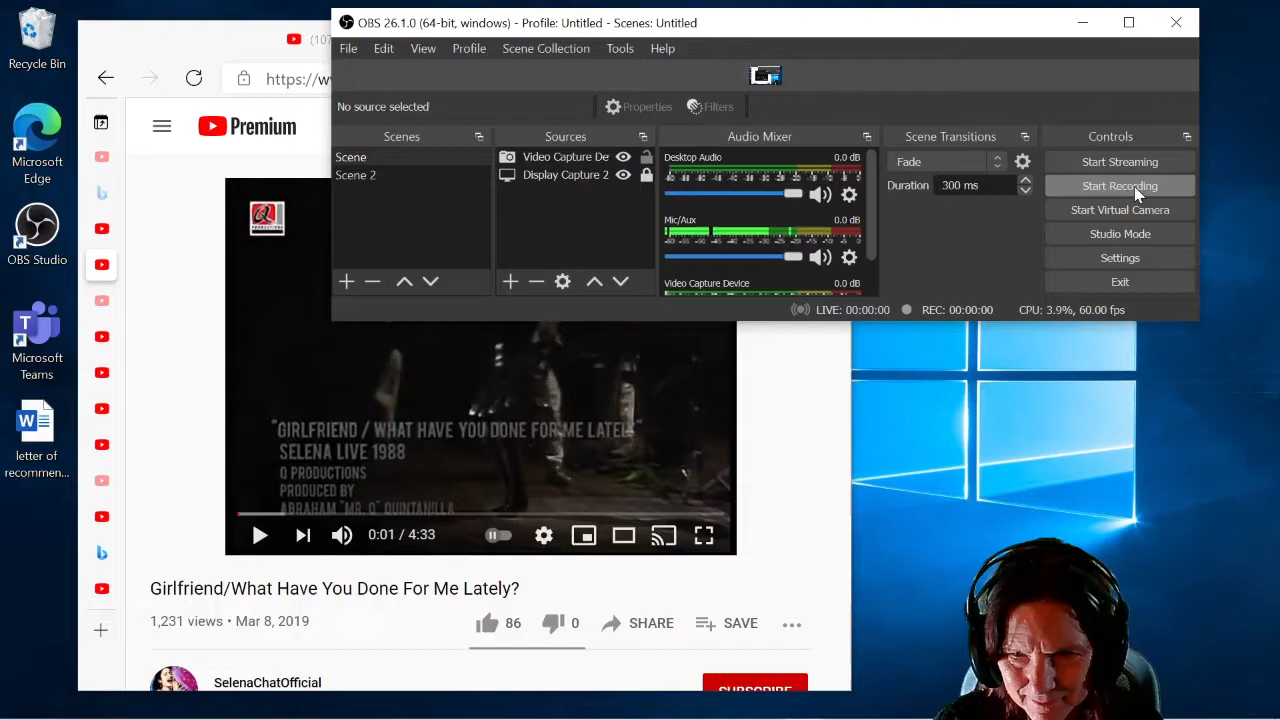 Recycle Bin
Microsoft
Edge
OBS Studio
Microsoft
Teams
letter of
recommen...
(107
https://w
Premium
OBS 26.1.0 (64-bit, windows) - Profile: Untitled - Scenes: Untitled
File Edit View Profile Scene Collection Tools Help
No source selected Properties Filters
Scenes Sources Audio Mixer Scene Transitions Controls
Scene
Scene 2
Video Capture De
Display Capture 2
Desktop Audio 0.0 dB
Mic/Aux 0.0 dB
Video Capture Device 0.0 dB
Fade
Duration 300 ms
Start Streaming
Start Recording
Start Virtual Camera
Studio Mode
Settings
Exit
LIVE: 00:00:00 REC: 00:00:00 CPU: 3.9%, 60.00 fps
"GIRLFRIEND / WHAT HAVE YOU DONE FOR ME LATELY"
SELENA LIVE 1988
Q PRODUCTIONS
PRODUCED BY
ABRAHAM "MR. Q" QUINTANILLA
0:01 / 4:33
Girlfriend/What Have You Done For Me Lately?
1,231 views • Mar 8, 2019
86 0 SHARE SAVE ...
SelenaChatOfficial
SUBSCRIBE